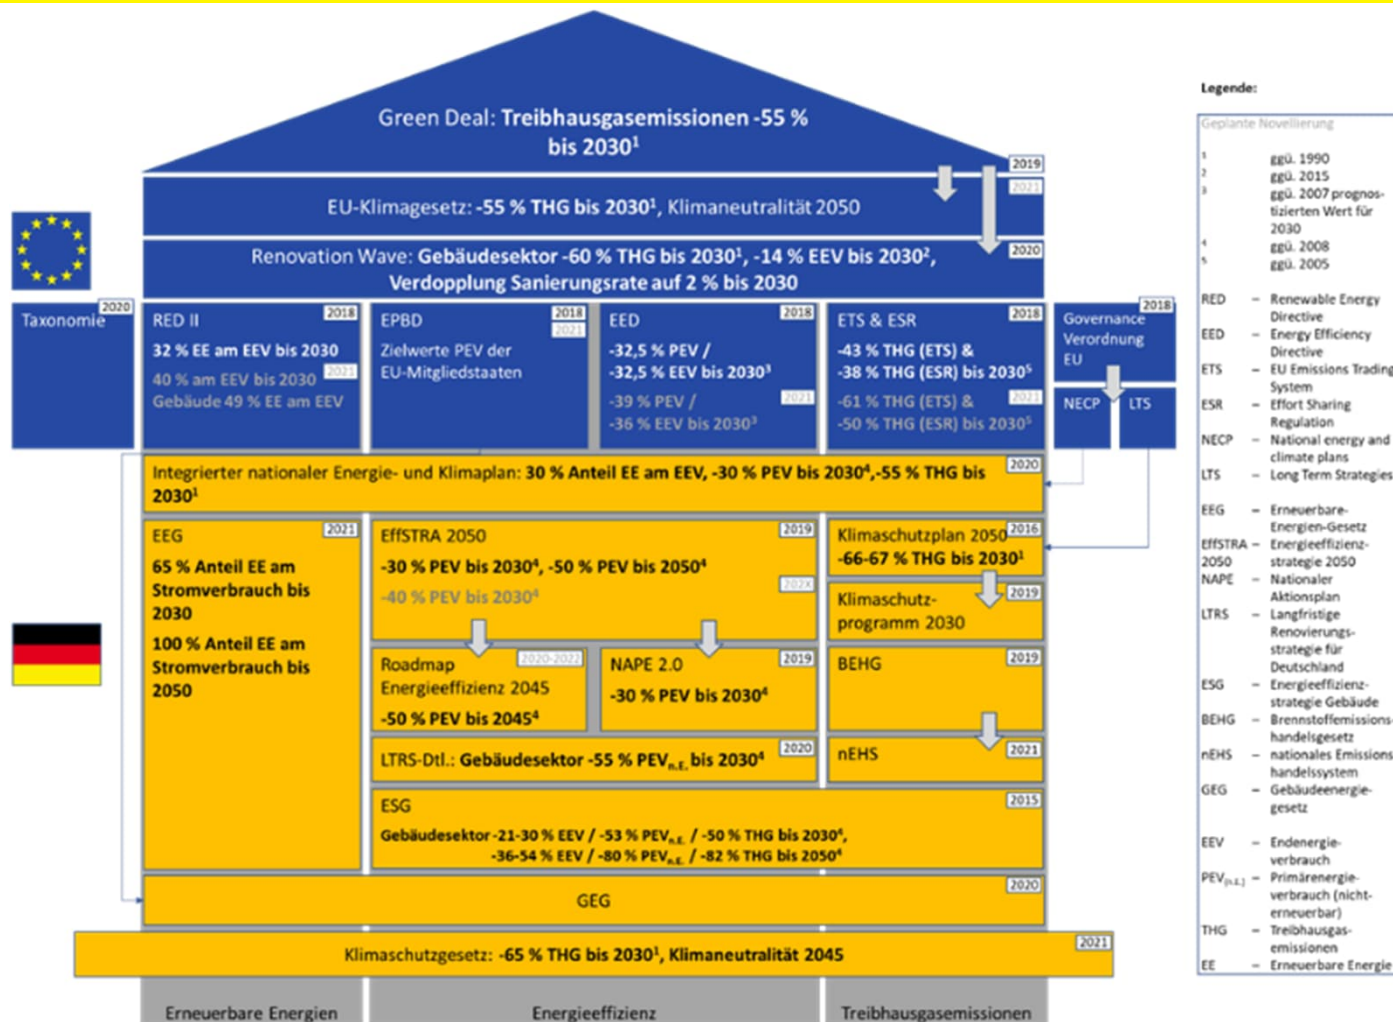 Green Deal: Treibhausgasemissionen -55 %
bis 2030¹
2019
EU-Klimagesetz: -55 % THG bis 2030¹, Klimaneutralität 2050
2021
Renovation Wave: Gebäudesektor -60 % THG bis 2030¹, -14 % EEV bis 2030²,
Verdopplung Sanierungsrate auf 2 % bis 2030
2020
Taxonomie
2020
RED II
2018
32 % EE am EEV bis 2030
40 % am EEV bis 2030
2021
Gebäude 49 % EE am EEV
EPBD
2018
2021
Zielwerte PEV der
EU-Mitgliedstaaten
EED
2018
-32,5 % PEV /
-32,5 % EEV bis 2030³
2021
-39 % PEV /
-36 % EEV bis 2030³
ETS & ESR
2018
-43 % THG (ETS) &
-38 % THG (ESR) bis 2030⁵
-61 % THG (ETS) &
2021
-50 % THG (ESR) bis 2030⁵
2018
Governance
Verordnung
EU
NECP
LTS
Integrierter nationaler Energie- und Klimaplan: 30 % Anteil EE am EEV, -30 % PEV bis 2030⁴,-55 % THG bis
2030¹
2020
EEG
2021
65 % Anteil EE am
Stromverbrauch bis
2030
100 % Anteil EE am
Stromverbrauch bis
2050
EffSTRA 2050
2019
-30 % PEV bis 2030⁴, -50 % PEV bis 2050⁴
202X
-40 % PEV bis 2030⁴
Klimaschutzplan 2050
2016
-66-67 % THG bis 2030¹
Klimaschutz-
programm 2030
2019
Roadmap
Energieeffizienz 2045
2020-2022
-50 % PEV bis 2045⁴
NAPE 2.0
2019
-30 % PEV bis 2030⁴
BEHG
2019
LTRS-Dtl.: Gebäudesektor -55 % PEVn.E. bis 2030⁴
2020
nEHS
2021
ESG
2015
Gebäudesektor -21-30 % EEV / -53 % PEVn.E. / -50 % THG bis 2030⁴,
-36-54 % EEV / -80 % PEVn.E. / -82 % THG bis 2050⁴
GEG
2020
Klimaschutzgesetz: -65 % THG bis 2030¹, Klimaneutralität 2045
2021
Erneuerbare Energien
Energieeffizienz
Treibhausgasemissionen
Legende:
Geplante Novellierung
1 ggü. 1990
2 ggü. 2015
3 ggü. 2007 prognos-
tizierten Wert für
2030
4 ggü. 2008
5 ggü. 2005
RED – Renewable Energy
Directive
EED – Energy Efficiency
Directive
ETS – EU Emissions Trading
System
ESR – Effort Sharing
Regulation
NECP – National energy and
climate plans
LTS – Long Term Strategies
EEG – Erneuerbare-
Energien-Gesetz
EffSTRA – Energieeffizienz-
2050 strategie 2050
NAPE – Nationaler
Aktionsplan
LTRS – Langfristige
Renovierungs-
strategie für
Deutschland
ESG – Energieeffizienz-
strategie Gebäude
BEHG – Brennstoffemissions-
handelsgesetz
nEHS – nationales Emissions
handelssystem
GEG – Gebäudeenergie-
gesetz
EEV – Endenergie-
verbrauch
PEV(n.E.) – Primärenergie-
verbrauch (nicht-
erneuerbar)
THG – Treibhausgas-
emissionen
EE – Erneuerbare Energie